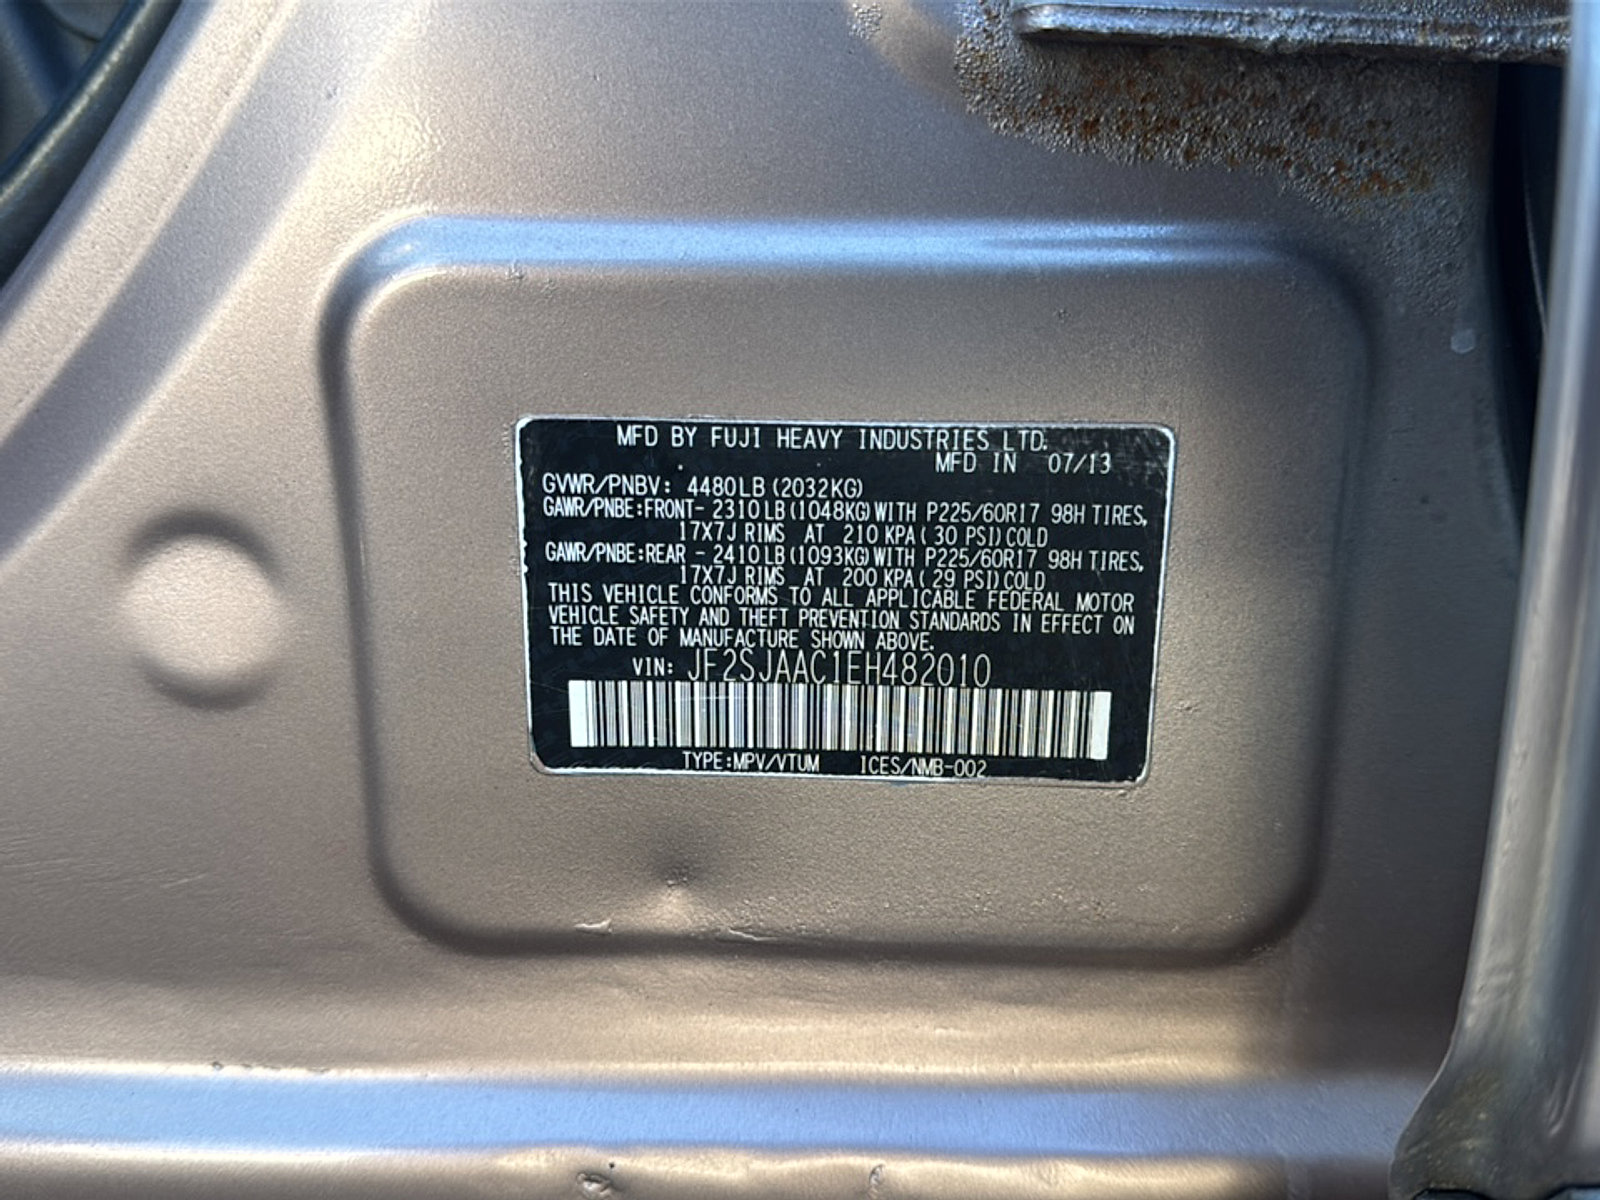 MFD BY FUJI HEAVY INDUSTRIES LTD.
MFD IN 07/13
GVWR/PNBV: 4480LB (2032KG)
GAWR/PNBE:FRONT- 2310LB(1048KG)WITH P225/60R17 98H TIRES,
17X7J RIMS AT 210 KPA( 30 PSI)COLD
GAWR/PNBE:REAR - 2410LB(1093KG)WITH P225/60R17 98H TIRES,
17X7J RIMS AT 200 KPA( 29 PSI)COLD
THIS VEHICLE CONFORMS TO ALL APPLICABLE FEDERAL MOTOR
VEHICLE SAFETY AND THEFT PREVENTION STANDARDS IN EFFECT ON
THE DATE OF MANUFACTURE SHOWN ABOVE.
VIN: JF2SJAAC1EH482010
TYPE:MPV/VTUM ICES/NMB-002